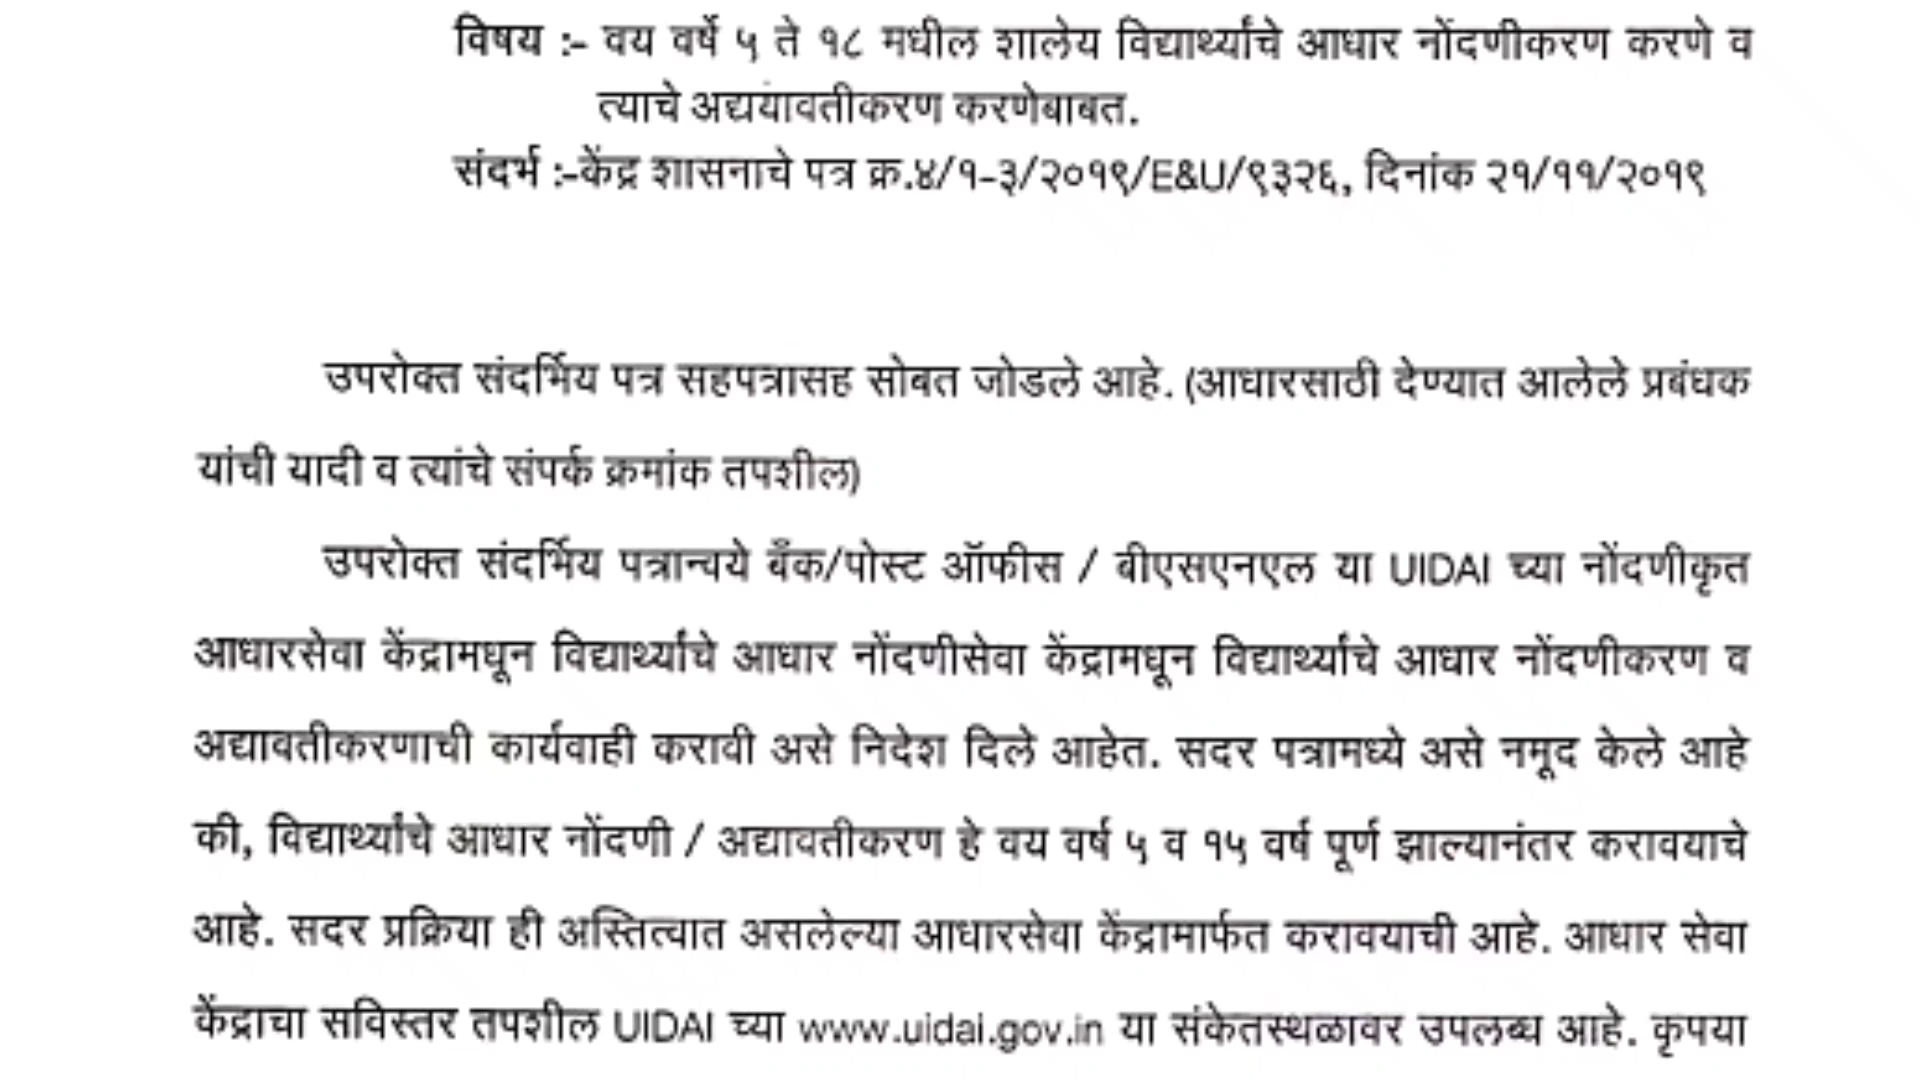 विषय :- वय वर्षे ५ ते १८ मधील शालेय विद्यार्थ्यांचे आधार नोंदणीकरण करणे व
त्याचे अद्ययावतीकरण करणेबाबत.
संदर्भ :-केंद्र शासनाचे पत्र क्र.४/१-३/२०१९/E&U/९३२६, दिनांक २१/११/२०१९
उपरोक्त संदर्भिय पत्र सहपत्रासह सोबत जोडले आहे. (आधारसाठी देण्यात आलेले प्रबंधक
यांची यादी व त्यांचे संपर्क क्रमांक तपशील)
उपरोक्त संदर्भिय पत्रान्वये बँक/पोस्ट ऑफीस / बीएसएनएल या UIDAI च्या नोंदणीकृत
आधारसेवा केंद्रामधून विद्यार्थ्यांचे आधार नोंदणीसेवा केंद्रामधून विद्यार्थ्यांचे आधार नोंदणीकरण व
अद्यावतीकरणाची कार्यवाही करावी असे निदेश दिले आहेत. सदर पत्रामध्ये असे नमूद केले आहे
की, विद्यार्थ्यांचे आधार नोंदणी / अद्यावतीकरण हे वय वर्ष ५ व १५ वर्ष पूर्ण झाल्यानंतर करावयाचे
आहे. सदर प्रक्रिया ही अस्तित्वात असलेल्या आधारसेवा केंद्रामार्फत करावयाची आहे. आधार सेवा
केंद्राचा सविस्तर तपशील UIDAI च्या www.uidai.gov.in या संकेतस्थळावर उपलब्ध आहे. कृपया